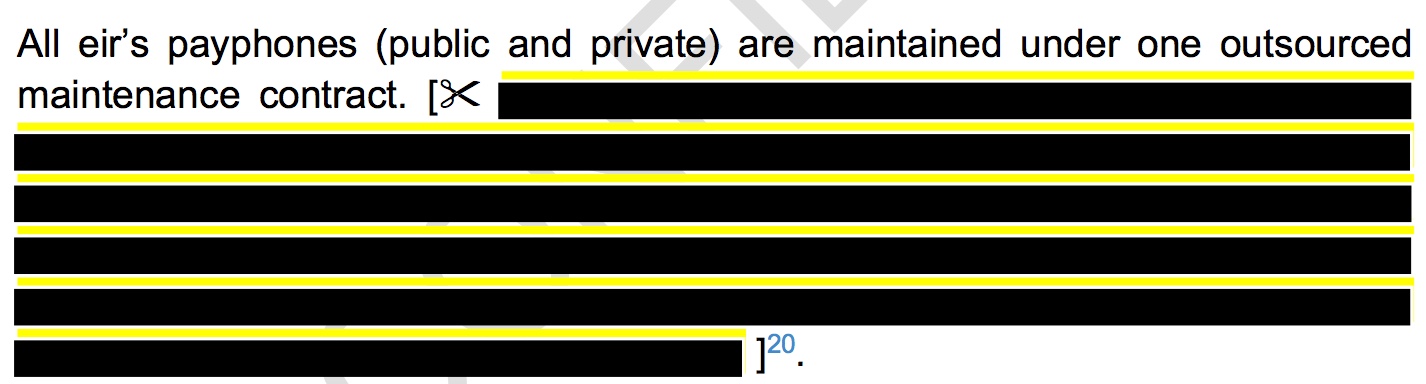 All eir’s payphones (public and private) are maintained under one outsourced
maintenance contract. [✂
]20.